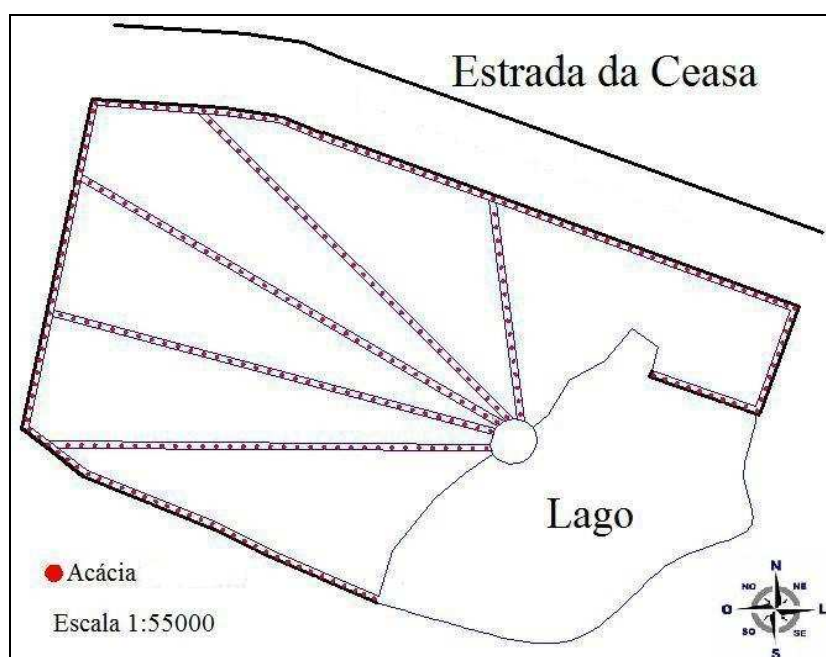 Estrada da Ceasa
Lago
Acácia
Escala 1:55000
N
NO NE
O L
SO SE
S